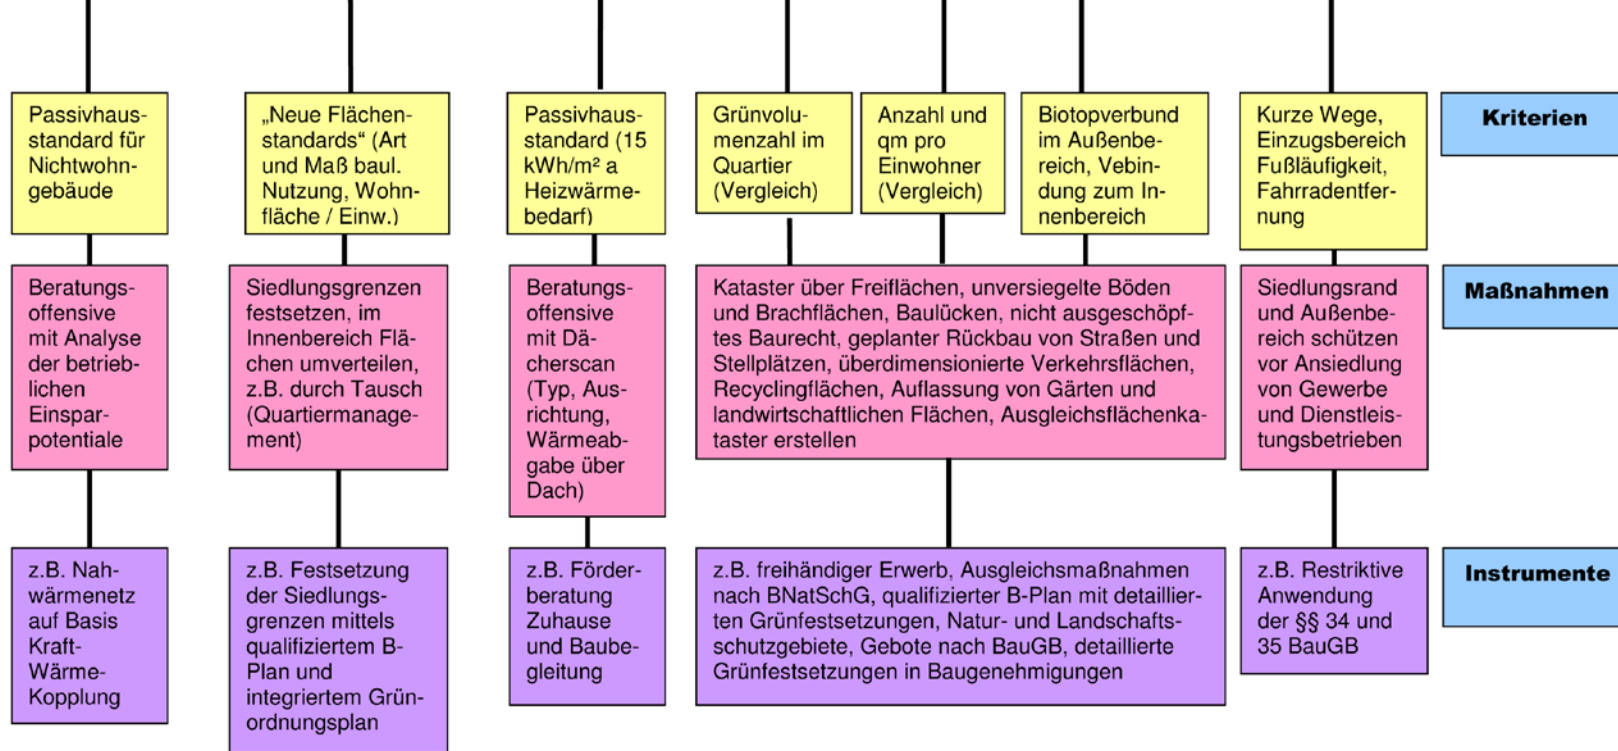 Passivhaus-
standard für
Nichtwohn-
gebäude
„Neue Flächen-
standards“ (Art
und Maß baul.
Nutzung, Wohn-
fläche / Einw.)
Passivhaus-
standard (15
kWh/m² a
Heizwärme-
bedarf)
Grünvolu-
menzahl im
Quartier
(Vergleich)
Anzahl und
qm pro
Einwohner
(Vergleich)
Biotopverbund
im Außenbe-
reich, Vebin-
dung zum In-
nenbereich
Kurze Wege,
Einzugsbereich
Fußläufigkeit,
Fahrradentfer-
nung
Kriterien
Beratungs-
offensive
mit Analyse
der betrieb-
lichen
Einspar-
potentiale
Siedlungsgrenzen
festsetzen, im
Innenbereich Flä-
chen umverteilen,
z.B. durch Tausch
(Quartiermanage-
ment)
Beratungs-
offensive
mit Dä-
cherscan
(Typ, Aus-
richtung,
Wärmeab-
gabe über
Dach)
Kataster über Freiflächen, unversiegelte Böden
und Brachflächen, Baulücken, nicht ausgeschöpf-
tes Baurecht, geplanter Rückbau von Straßen und
Stellplätzen, überdimensionierte Verkehrsflächen,
Recyclingflächen, Auflassung von Gärten und
landwirtschaftlichen Flächen, Ausgleichsflächenka-
taster erstellen
Siedlungsrand
und Außenbe-
reich schützen
vor Ansiedlung
von Gewerbe
und Dienstleis-
tungsbetrieben
Maßnahmen
z.B. Nah-
wärmenetz
auf Basis
Kraft-
Wärme-
Kopplung
z.B. Festsetzung
der Siedlungs-
grenzen mittels
qualifiziertem B-
Plan und
integriertem Grün-
ordnungsplan
z.B. Förder-
beratung
Zuhause
und Baube-
gleitung
z.B. freihändiger Erwerb, Ausgleichsmaßnahmen
nach BNatSchG, qualifizierter B-Plan mit detaillier-
ten Grünfestsetzungen, Natur- und Landschafts-
schutzgebiete, Gebote nach BauGB, detaillierte
Grünfestsetzungen in Baugenehmigungen
z.B. Restriktive
Anwendung
der §§ 34 und
35 BauGB
Instrumente